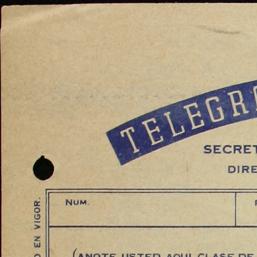 TELEGR
SECRET
DIRE
NUM.
O EN VIGOR.
(ANOTE USTED AQUI CLASE DE